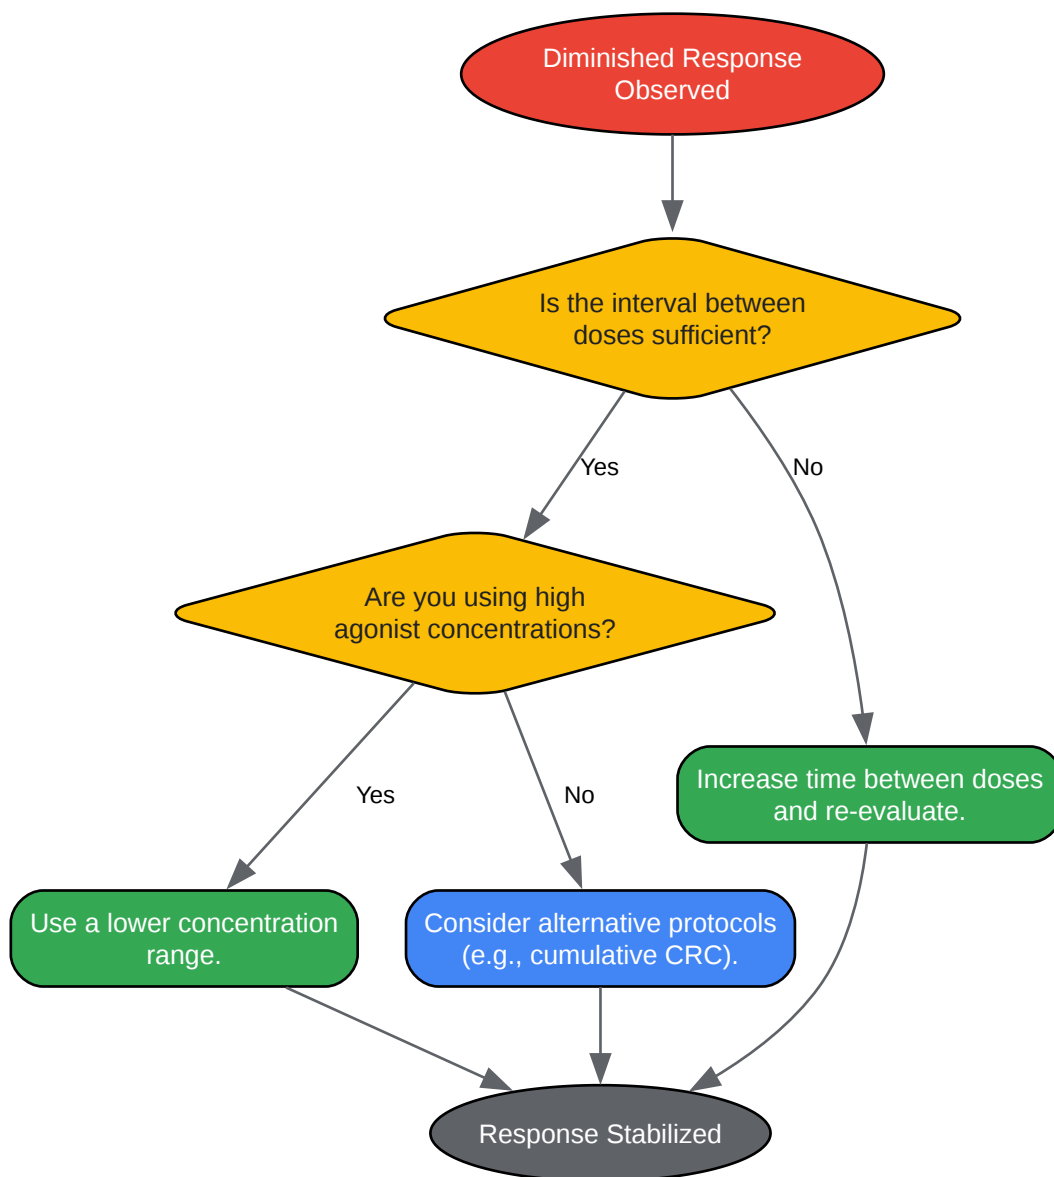 Diminished Response
Observed
Is the interval between
doses sufficient?
Yes
No
Are you using high
agonist concentrations?
Yes
No
Increase time between doses
and re-evaluate.
Use a lower concentration
range.
Consider alternative protocols
(e.g., cumulative CRC).
Response Stabilized